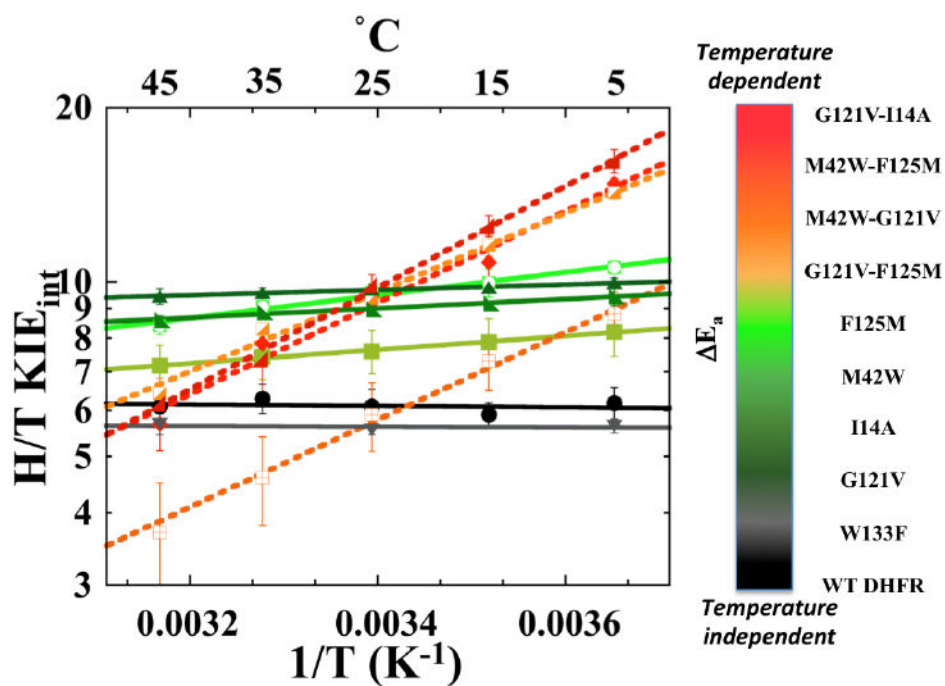 °C
45 35 25 15 5
20
10
9
8
7
6
5
4
3
H/T KIEint
0.0032 0.0034 0.0036
1/T (K-1)
Temperature
dependent
G121V-I14A
M42W-F125M
M42W-G121V
G121V-F125M
F125M
M42W
I14A
G121V
W133F
WT DHFR
ΔEa
Temperature
independent